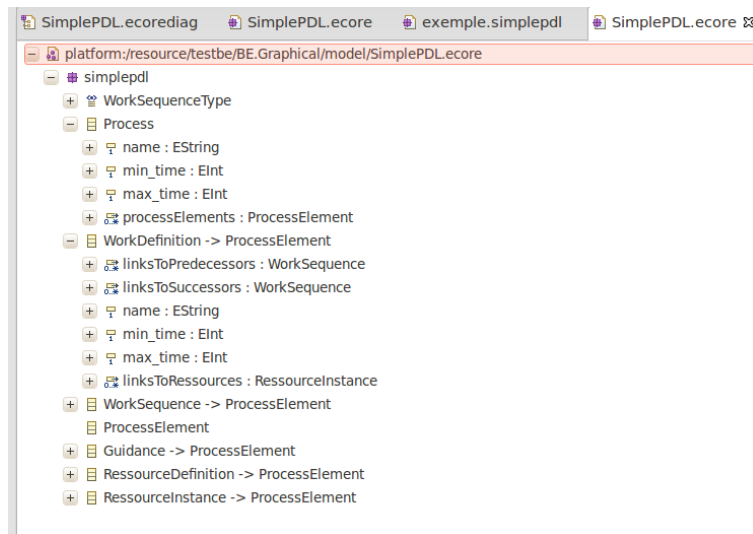 SimplePDL.ecorediag SimplePDL.ecore exemple.simplepdl SimplePDL.ecore
platform:/resource/testbe/BE.Graphical/model/SimplePDL.ecore
simplepdl
WorkSequenceType
Process
name : EString
min_time : EInt
max_time : EInt
processElements : ProcessElement
WorkDefinition -> ProcessElement
linksToPredecessors : WorkSequence
linksToSuccessors : WorkSequence
name : EString
min_time : EInt
max_time : EInt
linksToRessources : RessourceInstance
WorkSequence -> ProcessElement
ProcessElement
Guidance -> ProcessElement
RessourceDefinition -> ProcessElement
RessourceInstance -> ProcessElement